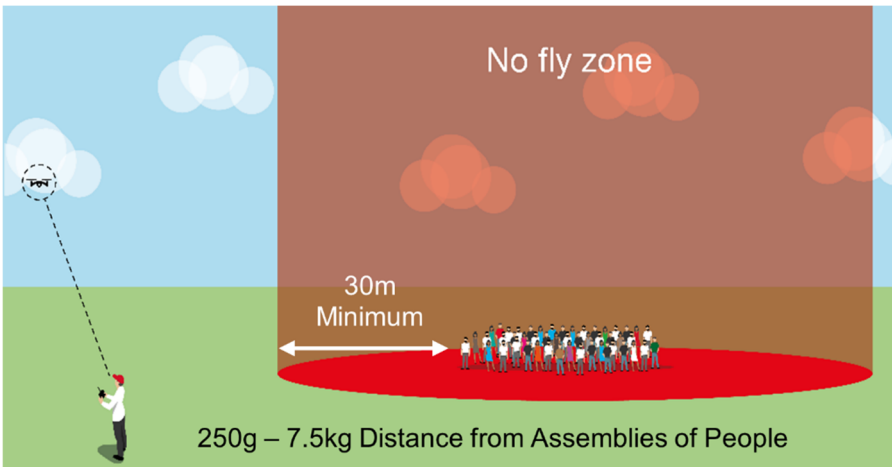 No fly zone
30m
Minimum
250g – 7.5kg Distance from Assemblies of People